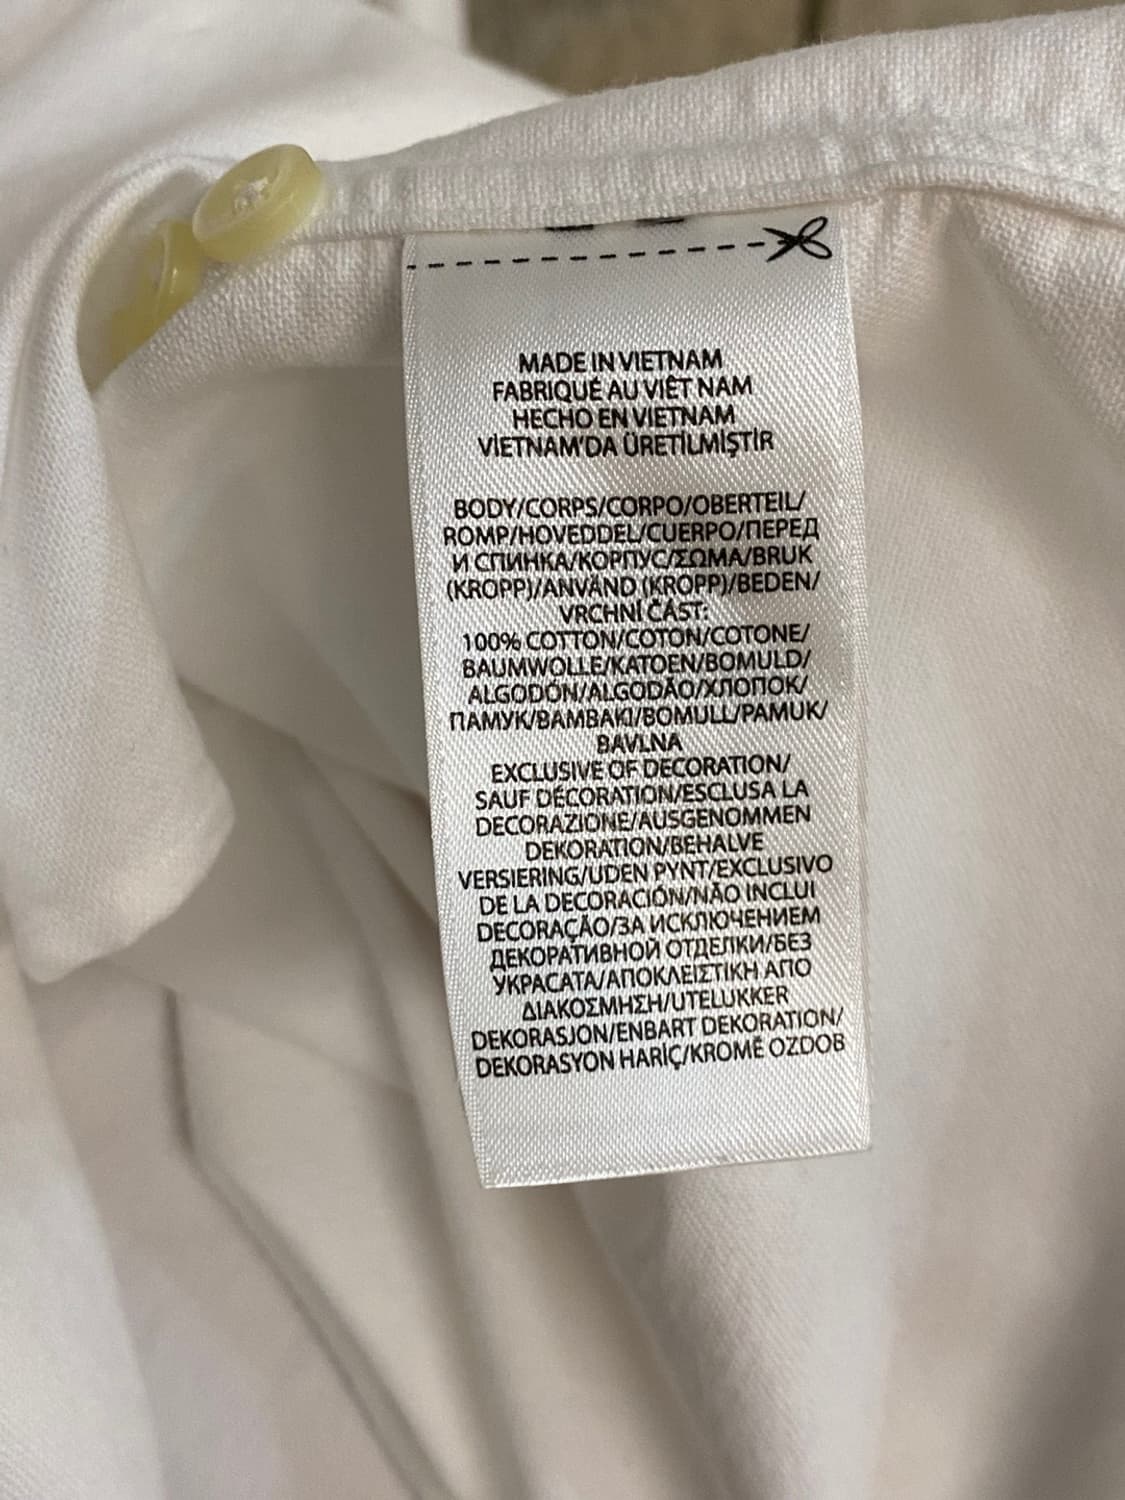 MADE IN VIETNAM
FABRIQUÉ AU VIÊT NAM
HECHO EN VIETNAM
VİETNAM'DA ÜRETİLMİŞTİR
BODY/CORPS/CORPO/OBERTEIL/
ROMP/HOVEDDEL/CUERPO/ПЕРЕД
И СПИНКА/КОРПУС/ΣΩΜΑ/BRUK
(KROPP)/ANVÄND (KROPP)/BEDEN/
VRCHNÍ ČÁST:
100% COTTON/COTON/COTONE/
BAUMWOLLE/KATOEN/BOMULD/
ALGODÓN/ALGODÃO/ХЛОПОК/
ПАМУК/ΒΑΜΒΑΚΙ/BOMULL/PAMUK/
BAVLNA
EXCLUSIVE OF DECORATION/
SAUF DÉCORATION/ESCLUSA LA
DECORAZIONE/AUSGENOMMEN
DEKORATION/BEHALVE
VERSIERING/UDEN PYNT/EXCLUSIVO
DE LA DECORACIÓN/NÃO INCLUI
DECORAÇÃO/ЗА ИСКЛЮЧЕНИЕМ
ДЕКОРАТИВНОЙ ОТДЕЛКИ/БЕЗ
УКРАСАТА/ΑΠΟΚΛΕΙΣΤΙΚΗ ΑΠΟ
ΔΙΑΚΟΣΜΗΣΗ/UTELUKKER
DEKORASJON/ENBART DEKORATION/
DEKORASYON HARİÇ/KROMĚ OZDOB